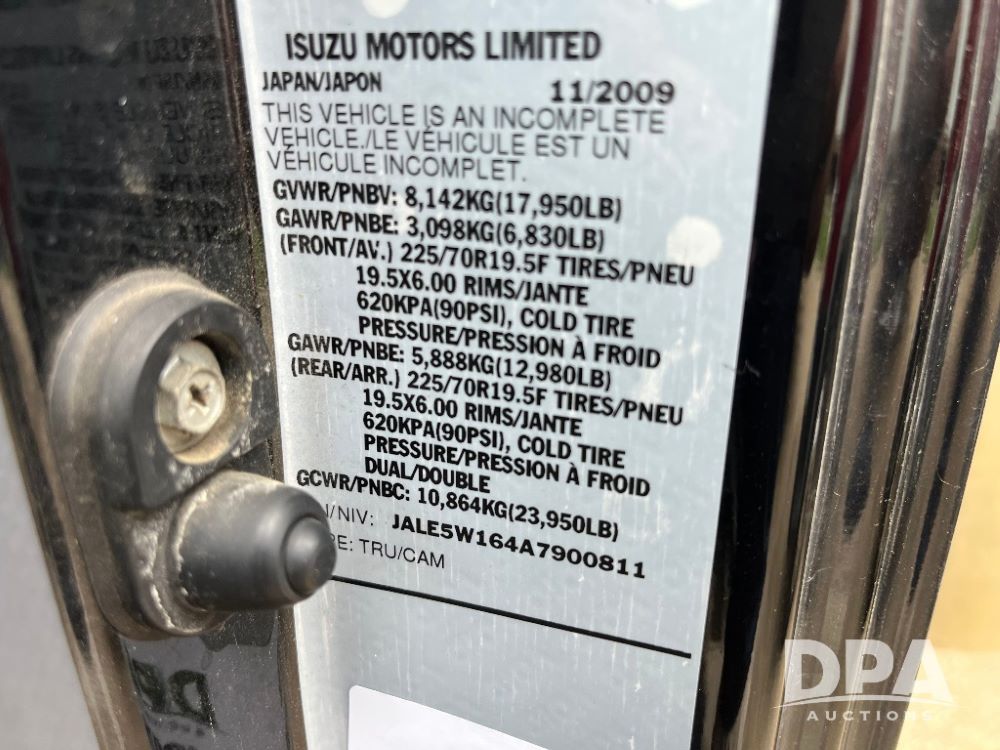 ISUZU MOTORS LIMITED
JAPAN/JAPON 11/2009
THIS VEHICLE IS AN INCOMPLETE
VEHICLE./LE VÉHICULE EST UN
VÉHICULE INCOMPLET.
GVWR/PNBV: 8,142KG(17,950LB)
GAWR/PNBE: 3,098KG(6,830LB)
(FRONT/AV.) 225/70R19.5F TIRES/PNEU
19.5X6.00 RIMS/JANTE
620KPA(90PSI), COLD TIRE
PRESSURE/PRESSION À FROID
GAWR/PNBE: 5,888KG(12,980LB)
(REAR/ARR.) 225/70R19.5F TIRES/PNEU
19.5X6.00 RIMS/JANTE
620KPA(90PSI), COLD TIRE
PRESSURE/PRESSION À FROID
DUAL/DOUBLE
GCWR/PNBC: 10,864KG(23,950LB)
/NIV: JALE5W164A7900811
PE: TRU/CAM
DPA
AUCTIONS